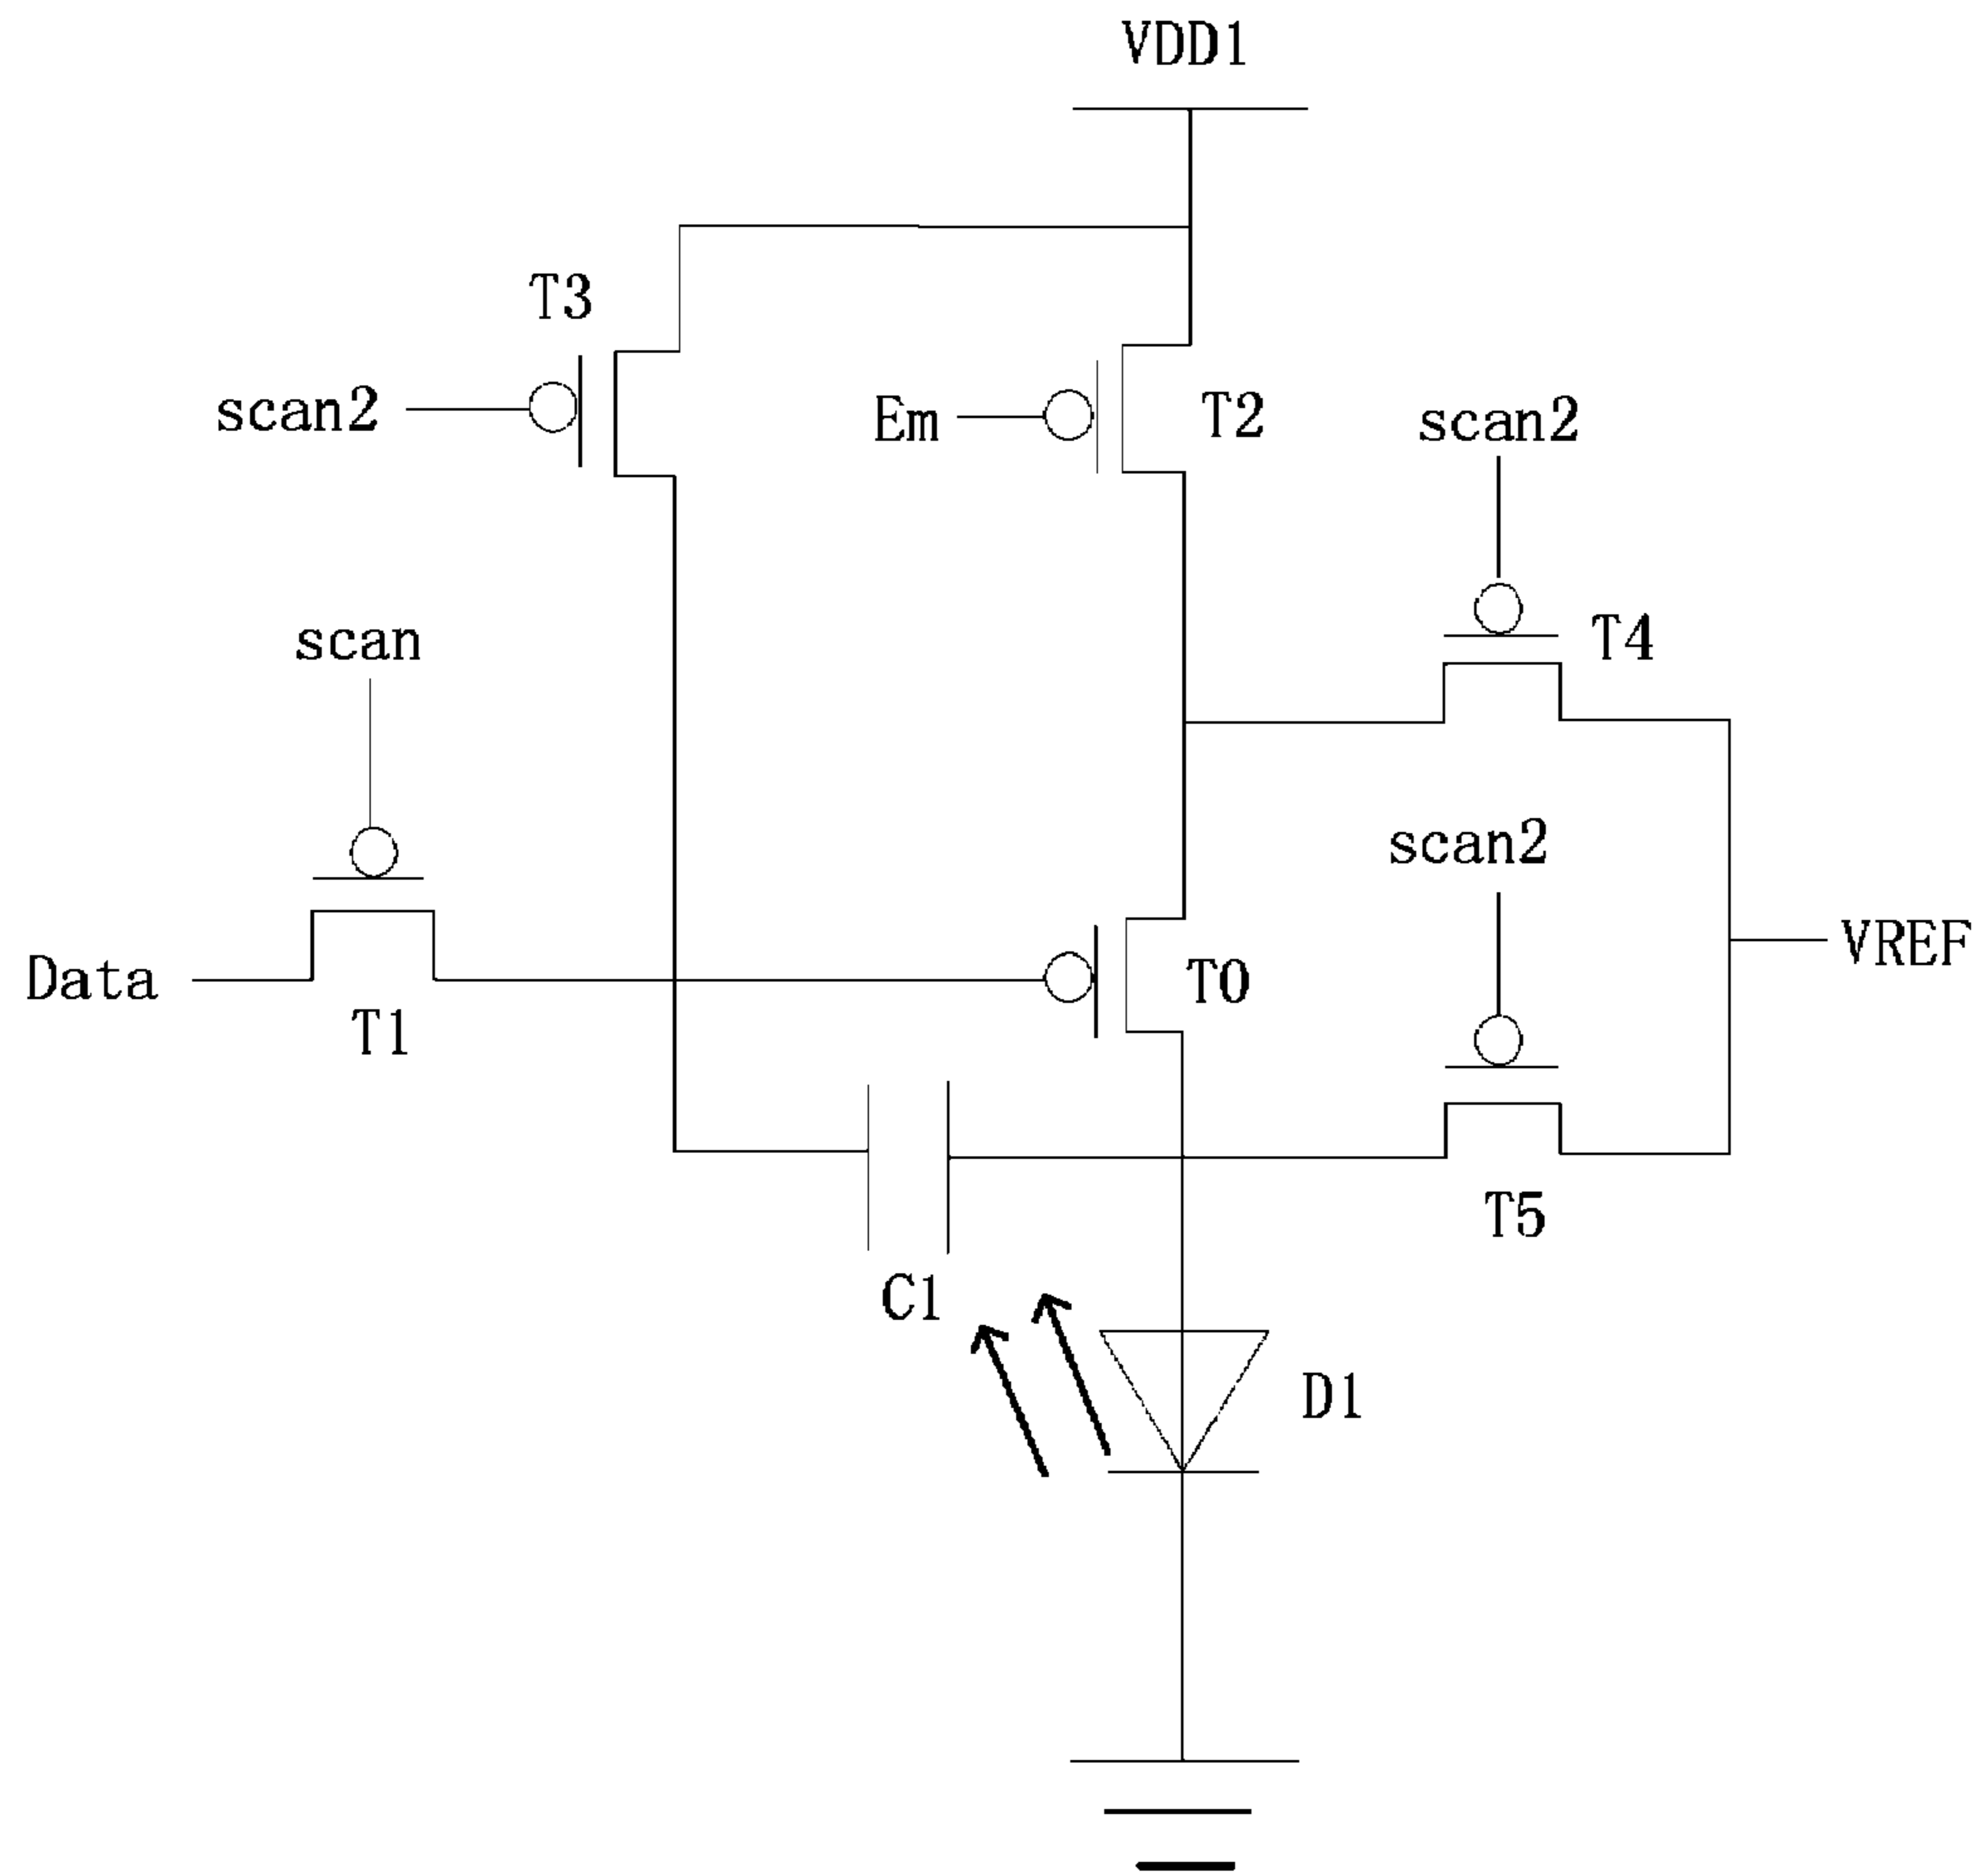 VDD1
T3
scan2
Em
T2
scan2
scan
T4
scan2
VREF
Data
T0
T1
T5
C1
D1